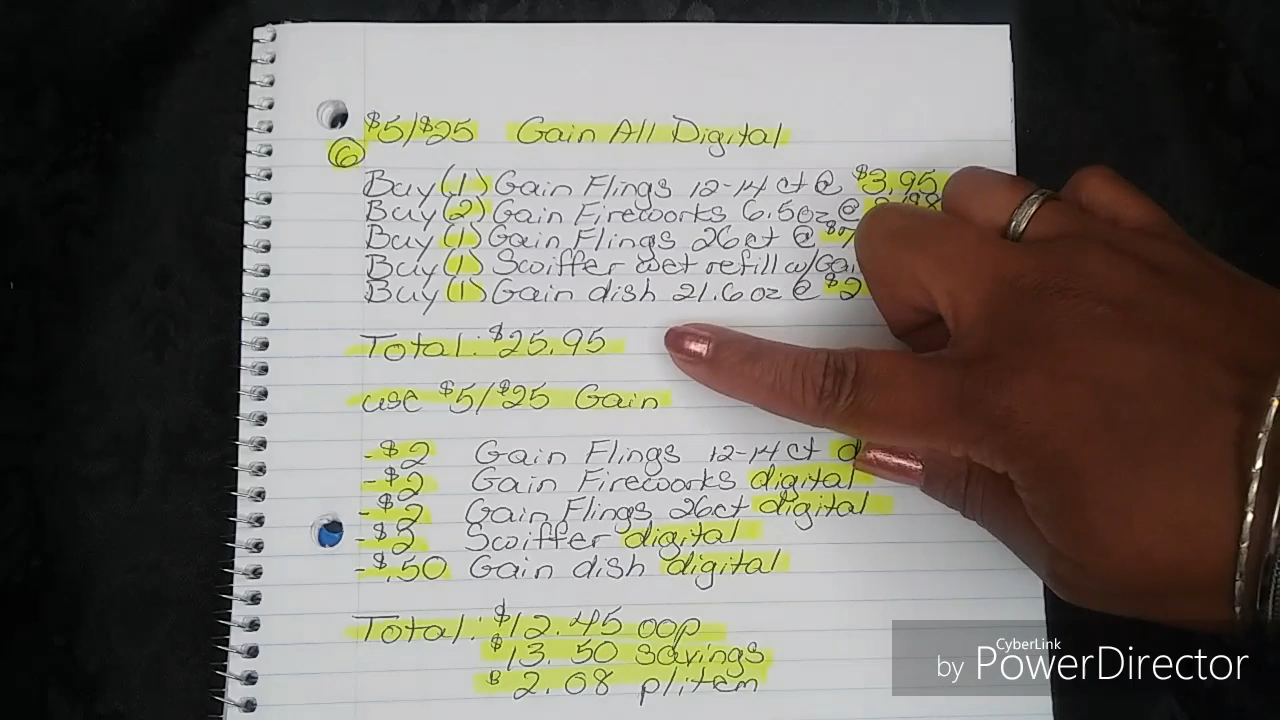 $5/$25 Gain All Digital
6
Buy (1) Gain Flings 12-14 ct @ $3.95
Buy (2) Gain Fireworks 6.5oz @
Buy (1) Gain Flings 26ct @
Buy (1) Swiffer wet refill w/Gai
Buy (1) Gain dish 21.6 oz @ $2
Total: $25.95
use $5/$25 Gain
-$2 Gain Flings 12-14 ct d
-$2 Gain Fireworks digital
-$2 Gain Flings 26ct digital
-$2 Swiffer digital
-$.50 Gain dish digital
Total: $12.45 oop
$13.50 savings
$2.08 p/item
CyberLink
by PowerDirector